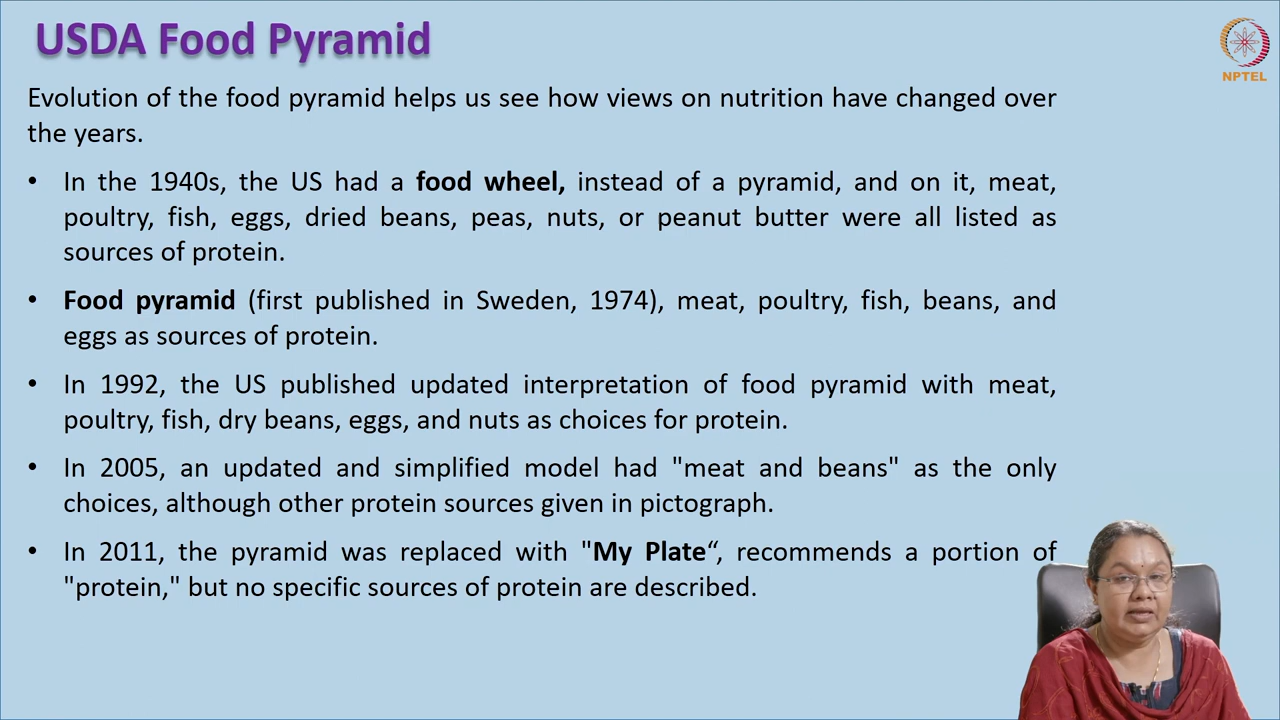 USDA Food Pyramid
NPTEL
Evolution of the food pyramid helps us see how views on nutrition have changed over
the years.
• In the 1940s, the US had a food wheel, instead of a pyramid, and on it, meat,
poultry, fish, eggs, dried beans, peas, nuts, or peanut butter were all listed as
sources of protein.
• Food pyramid (first published in Sweden, 1974), meat, poultry, fish, beans, and
eggs as sources of protein.
• In 1992, the US published updated interpretation of food pyramid with meat,
poultry, fish, dry beans, eggs, and nuts as choices for protein.
• In 2005, an updated and simplified model had "meat and beans" as the only
choices, although other protein sources given in pictograph.
• In 2011, the pyramid was replaced with "My Plate“, recommends a portion of
"protein," but no specific sources of protein are described.